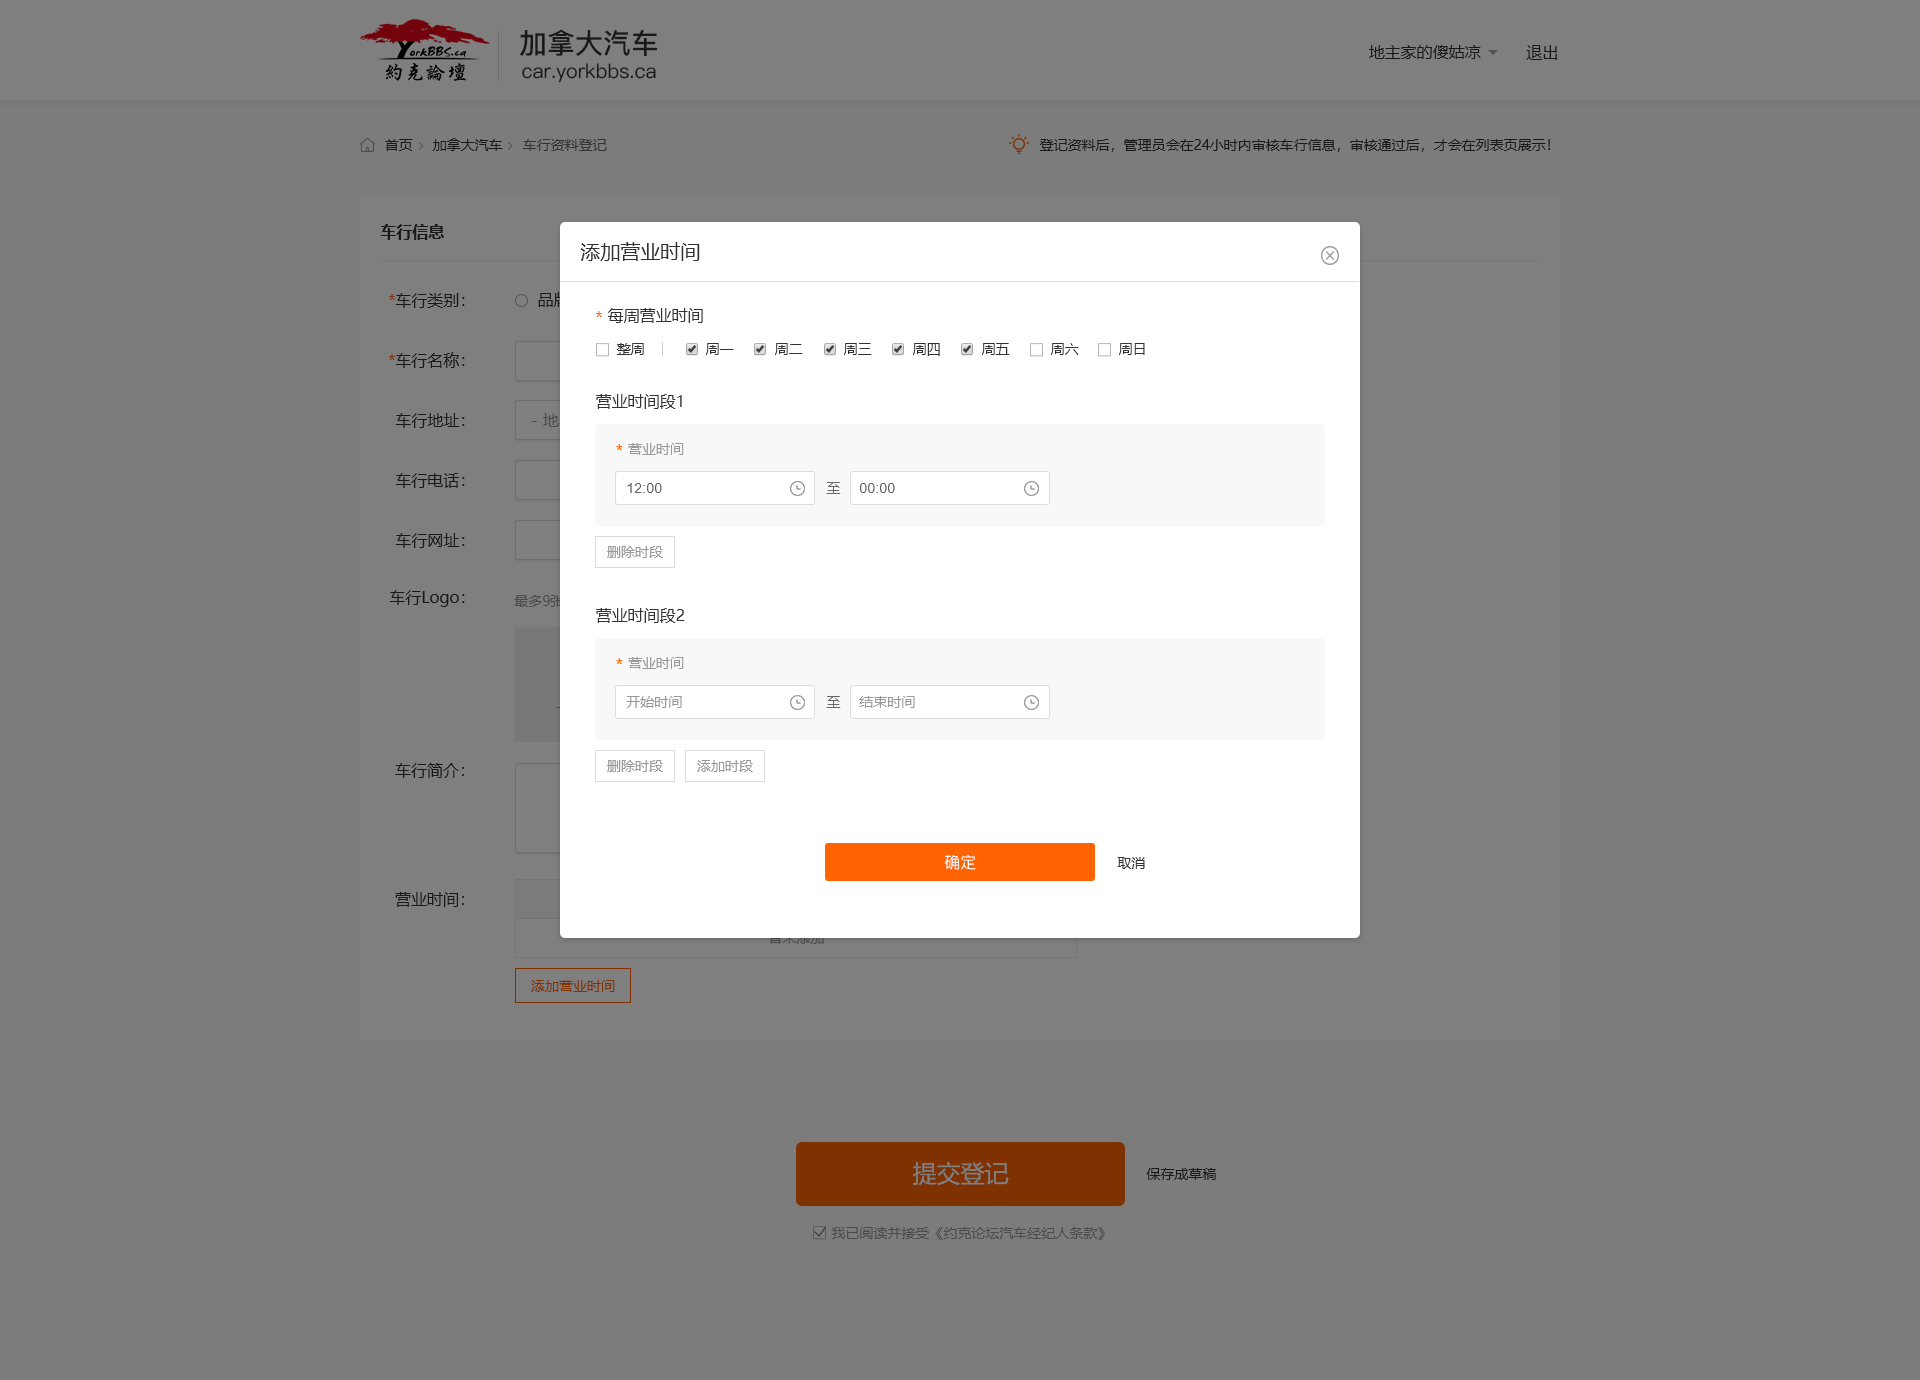 YorkBBS.ca
約克論壇
加拿大汽车
car.yorkbbs.ca
地主家的傻姑凉
退出
首页 › 加拿大汽车 › 车行资料登记
登记资料后，管理员会在24小时内审核车行信息，审核通过后，才会在列表页展示！
车行信息
添加营业时间
*车行类别：
品牌
* 每周营业时间
整周 | 周一 周二 周三 周四 周五 周六 周日
*车行名称：
营业时间段1
车行地址：
- 地
* 营业时间
车行电话：
12:00 至 00:00
车行网址：
删除时段
车行Logo：
最多9张
营业时间段2
* 营业时间
开始时间 至 结束时间
车行简介：
删除时段 添加时段
确定 取消
营业时间：
暂未添加
添加营业时间
提交登记
保存成草稿
我已阅读并接受《约克论坛汽车经纪人条款》